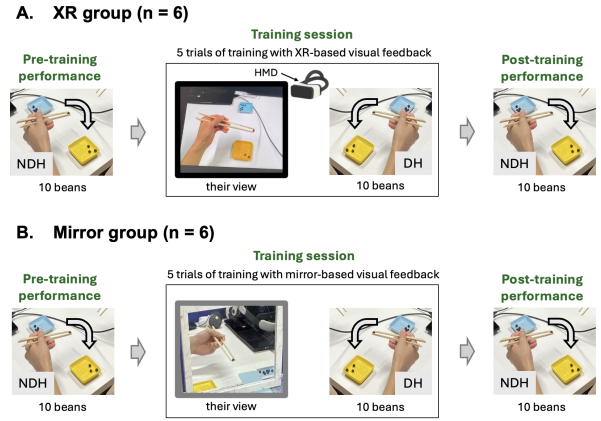 A. XR group (n = 6)
Training session
5 trials of training with XR-based visual feedback
Pre-training
performance
HMD
Post-training
performance
NDH
DH
NDH
10 beans
their view
10 beans
10 beans
B. Mirror group (n = 6)
Training session
5 trials of training with mirror-based visual feedback
Pre-training
performance
Post-training
performance
NDH
DH
NDH
10 beans
their view
10 beans
10 beans